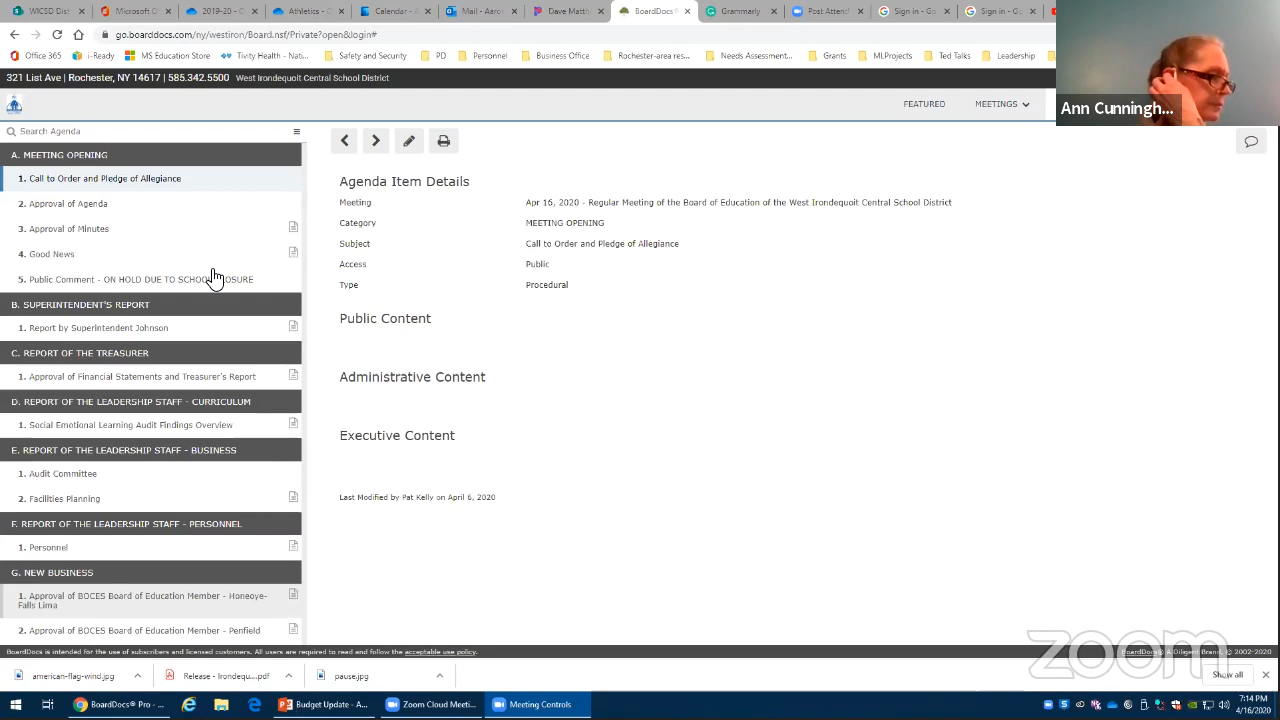 WICSD Di...
Microsoft O
2019-20 - C
Athletics - C
Calendar - A
Mail - Aaro
Dave Matth
BoardDocs®
Grammarly
Post Attend
Sign in - Go
Sign in - Go
go.boarddocs.com/ny/westiron/Board.nsf/Private?open&login#
Office 365
i-Ready
MS Education Store
Tivity Health
Safety and Security
PD
Personnel
Business Office
Rochester-area res...
Needs Assessment...
Grants
MLProjects
Ted Talks
Leadership
Ann Cunningh...
321 List Ave | Rochester, NY 14617 | 585.342.5500 West Irondequoit Central School District
FEATURED
MEETINGS
Search Agenda
A. MEETING OPENING
1. Call to Order and Pledge of Allegiance
2. Approval of Agenda
3. Approval of Minutes
4. Good News
5. Public Comment - ON HOLD DUE TO SCHOOL CLOSURE
B. SUPERINTENDENT'S REPORT
1. Report by Superintendent Johnson
C. REPORT OF THE TREASURER
1. Approval of Financial Statements and Treasurer's Report
D. REPORT OF THE LEADERSHIP STAFF - CURRICULUM
1. Social Emotional Learning Audit Findings Overview
E. REPORT OF THE LEADERSHIP STAFF - BUSINESS
1. Audit Committee
2. Facilities Planning
F. REPORT OF THE LEADERSHIP STAFF - PERSONNEL
1. Personnel
G. NEW BUSINESS
1. Approval of BOCES Board of Education Member - Honeoye-
Falls Lima
2. Approval of BOCES Board of Education Member - Penfield
Agenda Item Details
Meeting Apr 16, 2020 - Regular Meeting of the Board of Education of the West Irondequoit Central School District
Category MEETING OPENING
Subject Call to Order and Pledge of Allegiance
Access Public
Type Procedural
Public Content
Administrative Content
Executive Content
Last Modified by Pat Kelly on April 6, 2020
zoom
BoardDocs is intended for the use of subscribers and licensed customers. All users are required to read and follow the acceptable use policy.
BoardDocs® A Diligent Brand, © 2002-2020
american-flag-wind.jpg
Release - Irondequ....pdf
pause.jpg
Show all
BoardDocs® Pro - ...
Budget Update - A...
Zoom Cloud Meeti...
Meeting Controls
7:14 PM
4/16/2020